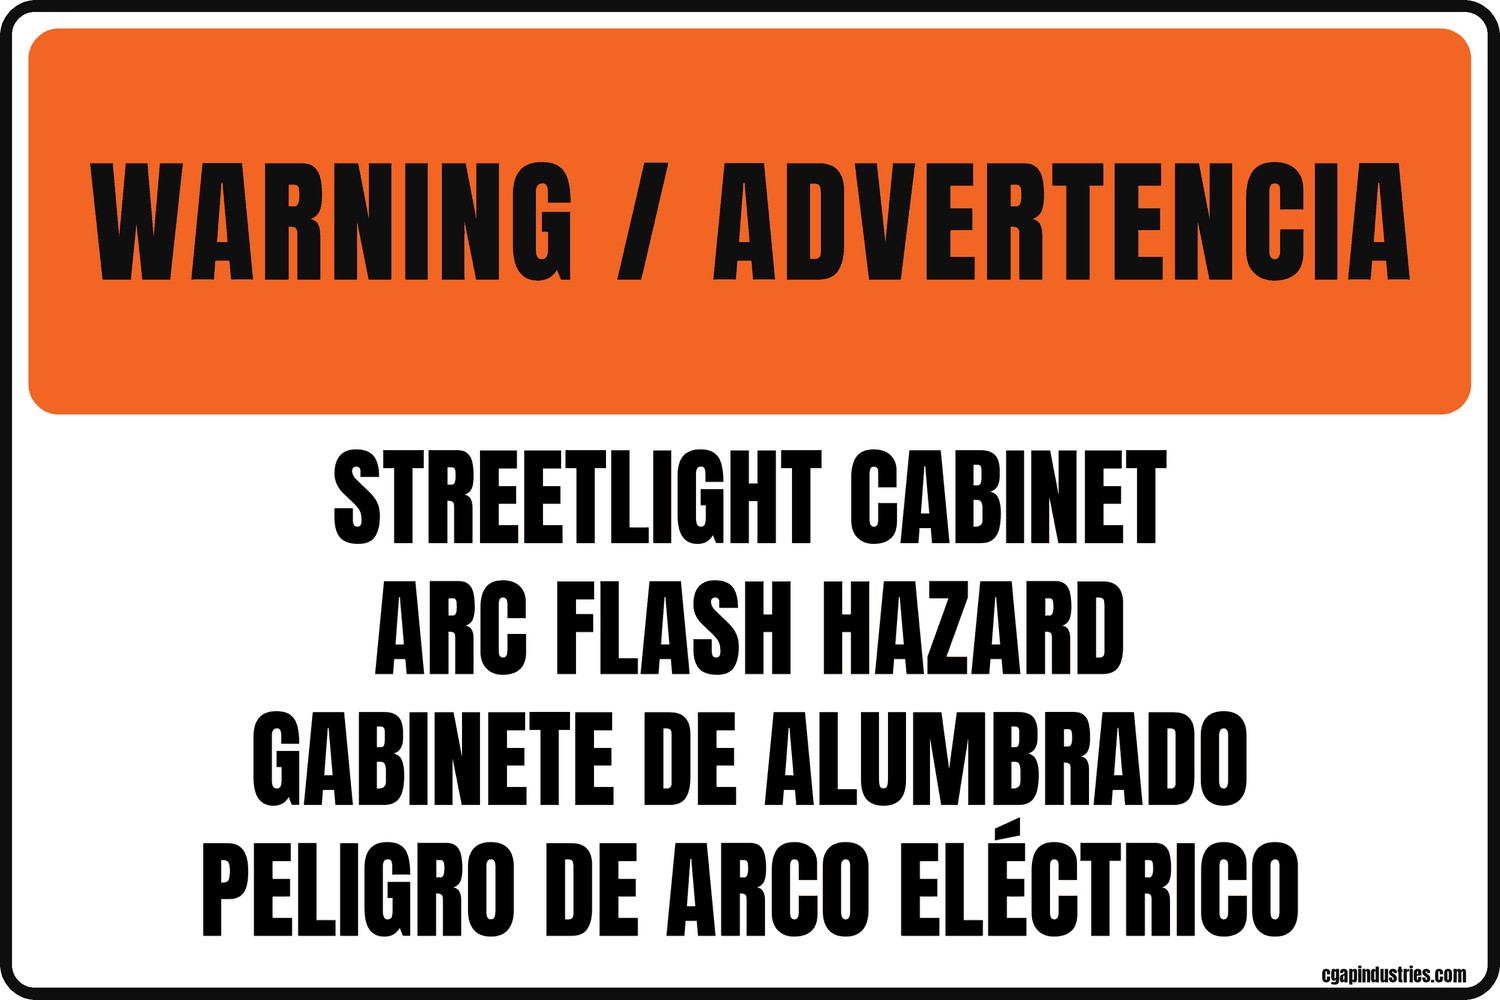 WARNING / ADVERTENCIA
STREETLIGHT CABINET
ARC FLASH HAZARD
GABINETE DE ALUMBRADO
PELIGRO DE ARCO ELÉCTRICO
cgapindustries.com